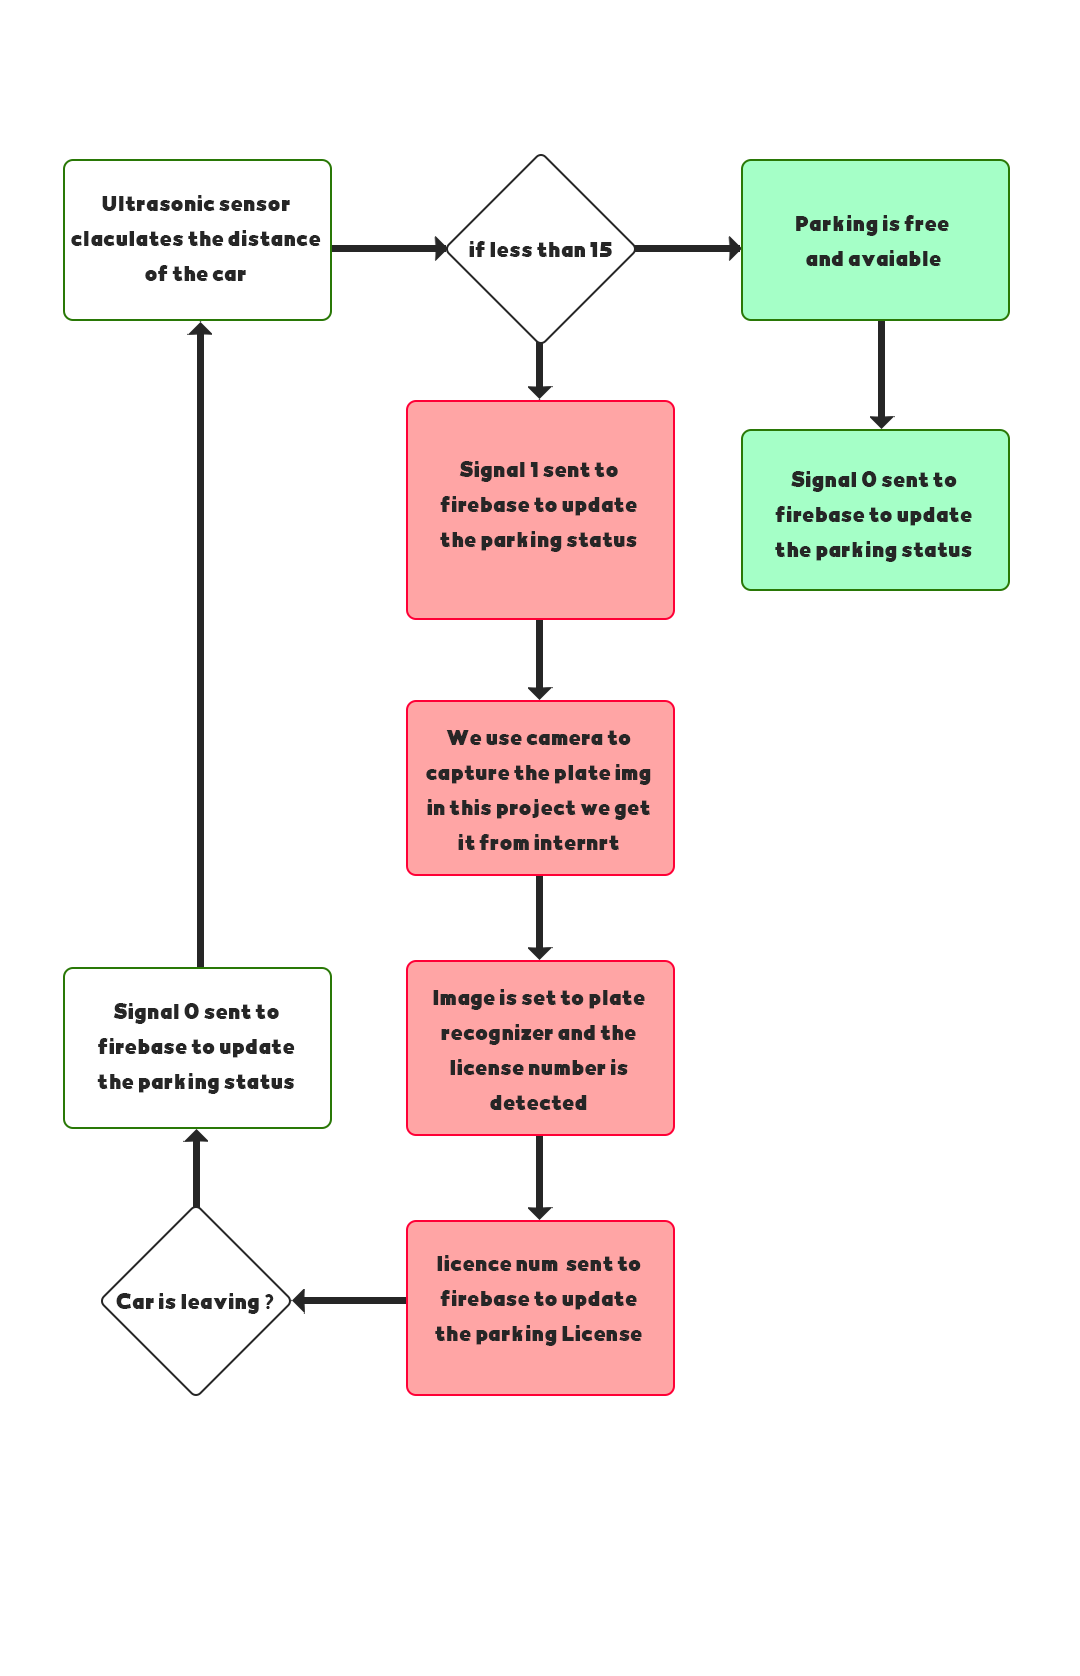 Ultrasonic sensor
claculates the distance
of the car
if less than 15
Parking is free
and avaiable
Signal 1 sent to
firebase to update
the parking status
Signal 0 sent to
firebase to update
the parking status
We use camera to
capture the plate img
in this project we get
it from internrt
Image is set to plate
recognizer and the
license number is
detected
Signal 0 sent to
firebase to update
the parking status
licence num  sent to
firebase to update
the parking License
Car is leaving ?